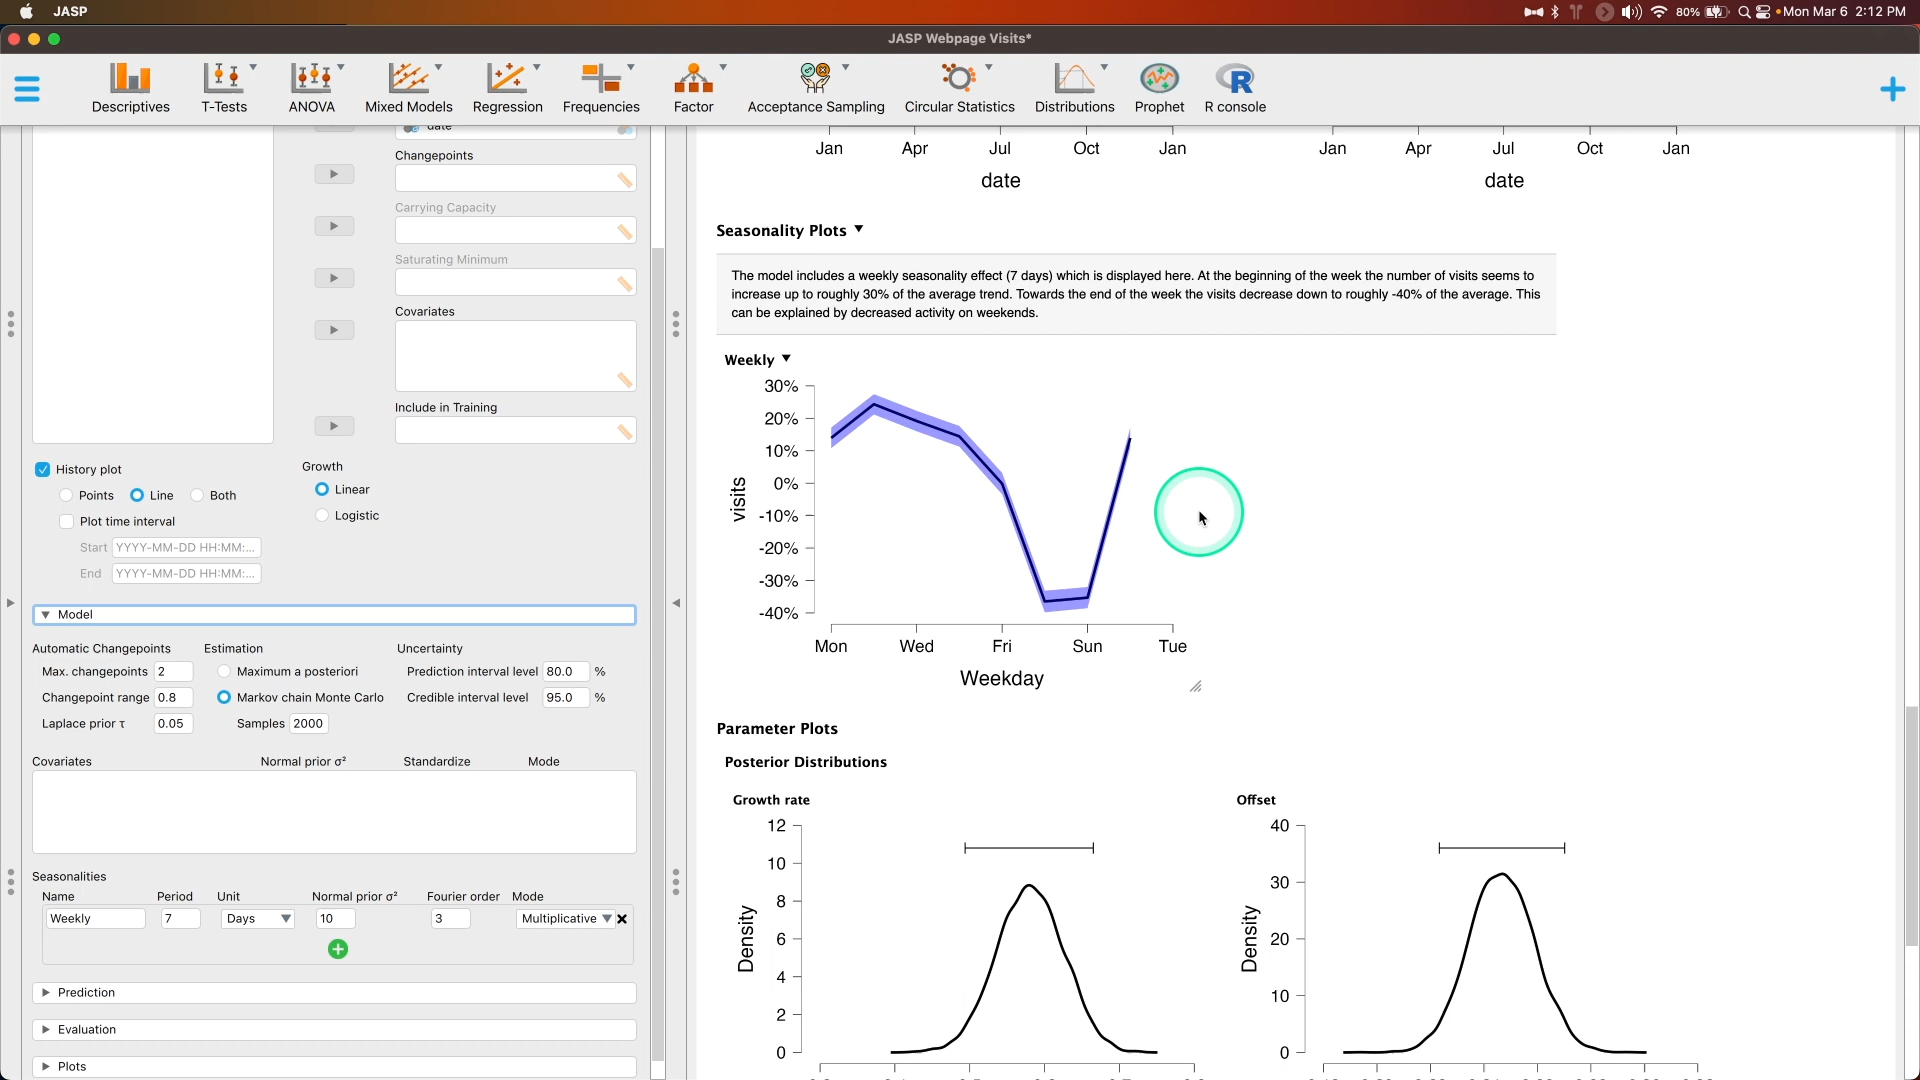 JASP
80%
Mon Mar 6 2:12 PM
JASP Webpage Visits*
Descriptives
T-Tests
ANOVA
Mixed Models
Regression
Frequencies
Factor
Acceptance Sampling
Circular Statistics
Distributions
Prophet
R console
date
Changepoints
Carrying Capacity
Saturating Minimum
Covariates
Include in Training
History plot
Points
Line
Both
Plot time interval
Start YYYY-MM-DD HH:MM:...
End YYYY-MM-DD HH:MM:...
Growth
Linear
Logistic
Model
Automatic Changepoints
Max. changepoints 2
Changepoint range 0.8
Laplace prior τ 0.05
Estimation
Maximum a posteriori
Markov chain Monte Carlo
Samples 2000
Uncertainty
Prediction interval level 80.0 %
Credible interval level 95.0 %
Covariates Normal prior σ² Standardize Mode
Seasonalities
Name Period Unit Normal prior σ² Fourier order Mode
Weekly 7 Days 10 3 Multiplicative
Prediction
Evaluation
Plots
Jan Apr Jul Oct Jan
date
Jan Apr Jul Oct Jan
date
Seasonality Plots
The model includes a weekly seasonality effect (7 days) which is displayed here. At the beginning of the week the number of visits seems to
increase up to roughly 30% of the average trend. Towards the end of the week the visits decrease down to roughly -40% of the average. This
can be explained by decreased activity on weekends.
Weekly
30%
20%
10%
0%
-10%
-20%
-30%
-40%
visits
Mon Wed Fri Sun Tue
Weekday
Parameter Plots
Posterior Distributions
Growth rate
12
10
8
6
4
2
0
Density
Offset
40
30
20
10
0
Density